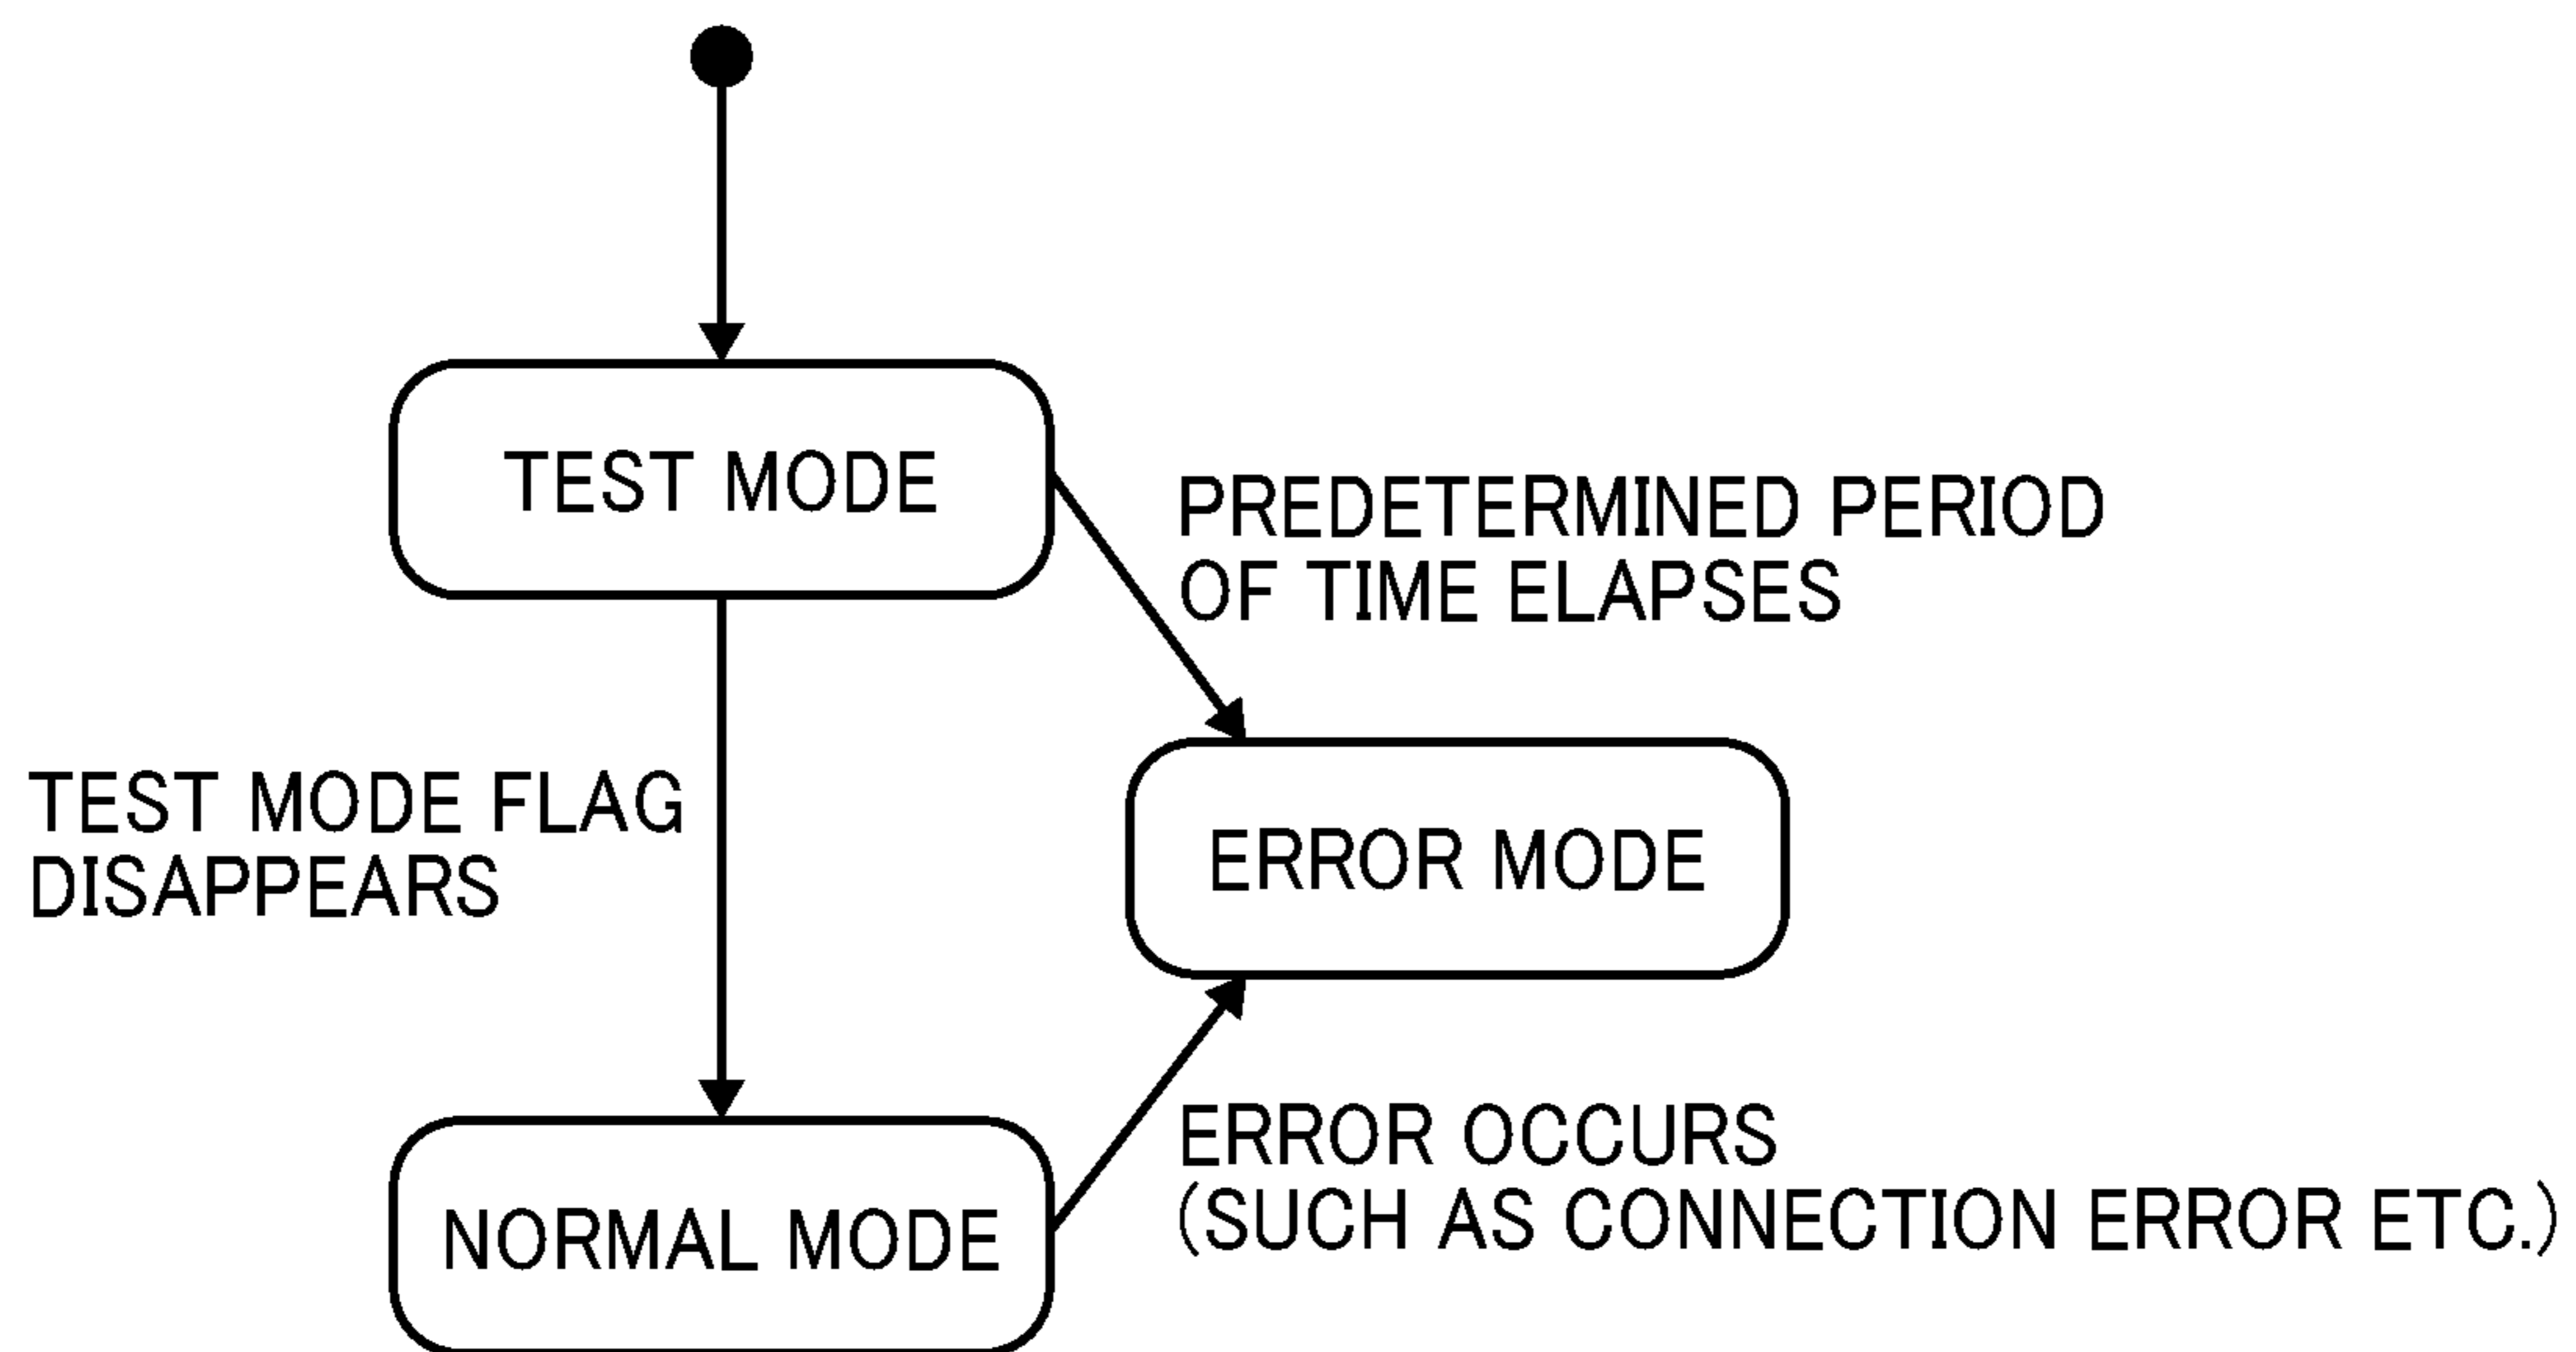 TEST MODE
PREDETERMINED PERIOD
OF TIME ELAPSES
TEST MODE FLAG
DISAPPEARS
ERROR MODE
ERROR OCCURS
(SUCH AS CONNECTION ERROR ETC.)
NORMAL MODE